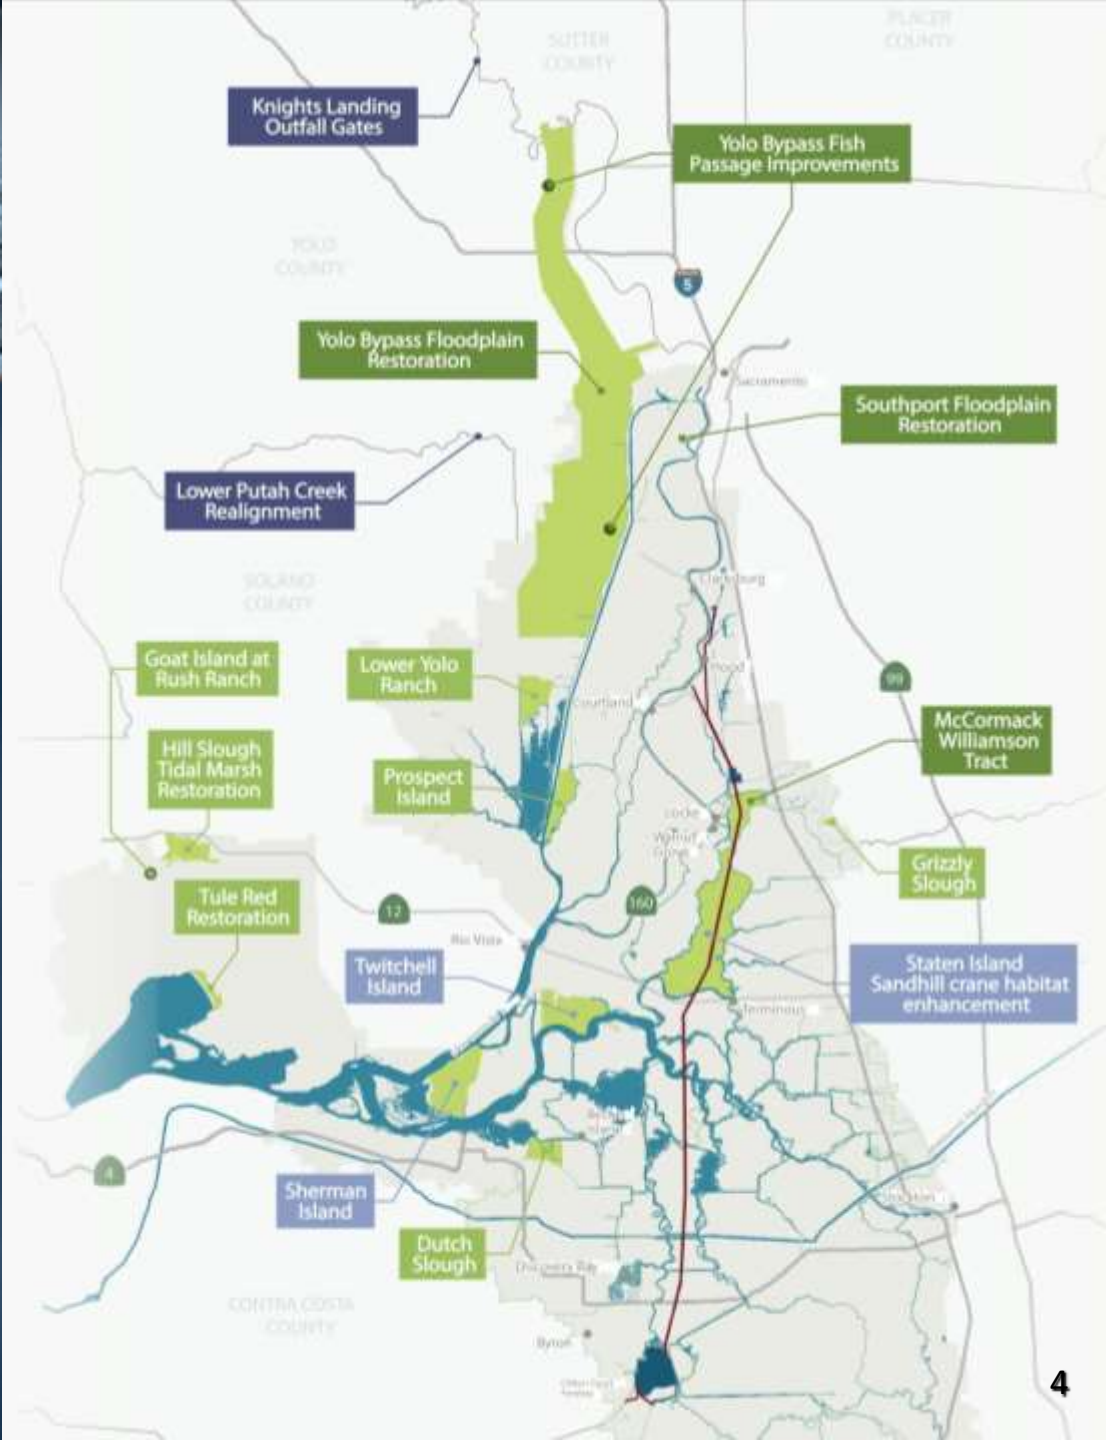 SUTTER
COUNTY
PLACER
COUNTY
Knights Landing
Outfall Gates
Yolo Bypass Fish
Passage Improvements
YOLO
COUNTY
5
Yolo Bypass Floodplain
Restoration
Sacramento
Southport Floodplain
Restoration
Lower Putah Creek
Realignment
SOLANO
COUNTY
Clarksburg
Goat Island at
Rush Ranch
Lower Yolo
Ranch
Hood
99
Courtland
McCormack
Williamson
Tract
Hill Slough
Tidal Marsh
Restoration
Prospect
Island
Locke
Walnut
Grove
Grizzly
Slough
Tule Red
Restoration
12
160
Rio Vista
Twitchell
Island
Staten Island
Sandhill crane habitat
enhancement
Terminous
4
Sherman
Island
Stockton
Dutch
Slough
Discovery Bay
CONTRA COSTA
COUNTY
Byron
4